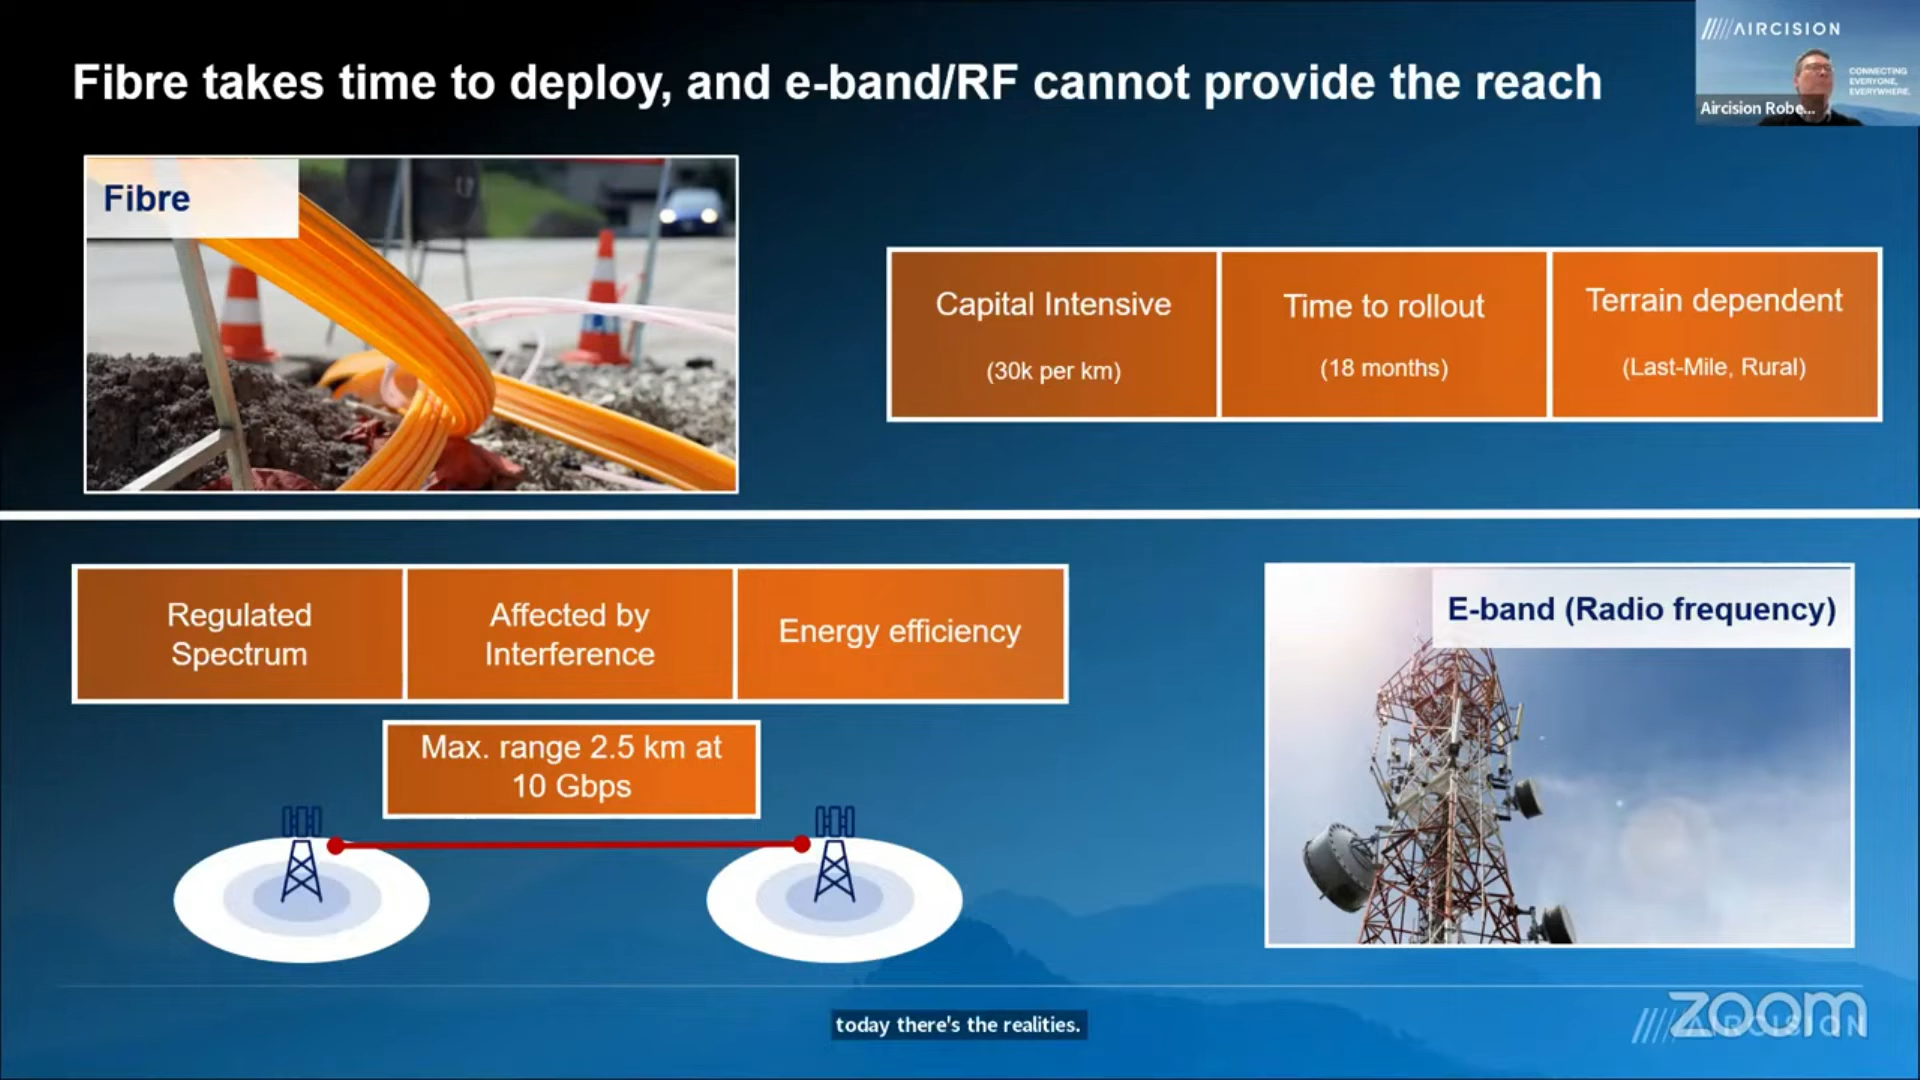 Fibre takes time to deploy, and e-band/RF cannot provide the reach
AIRCISION
CONNECTING
EVERYONE,
EVERYWHERE.
Aircision Robe...
Fibre
Capital Intensive
(30k per km)
Time to rollout
(18 months)
Terrain dependent
(Last-Mile, Rural)
Regulated
Spectrum
Affected by
Interference
Energy efficiency
Max. range 2.5 km at
10 Gbps
E-band (Radio frequency)
today there's the realities.
zoom
AIRCISION